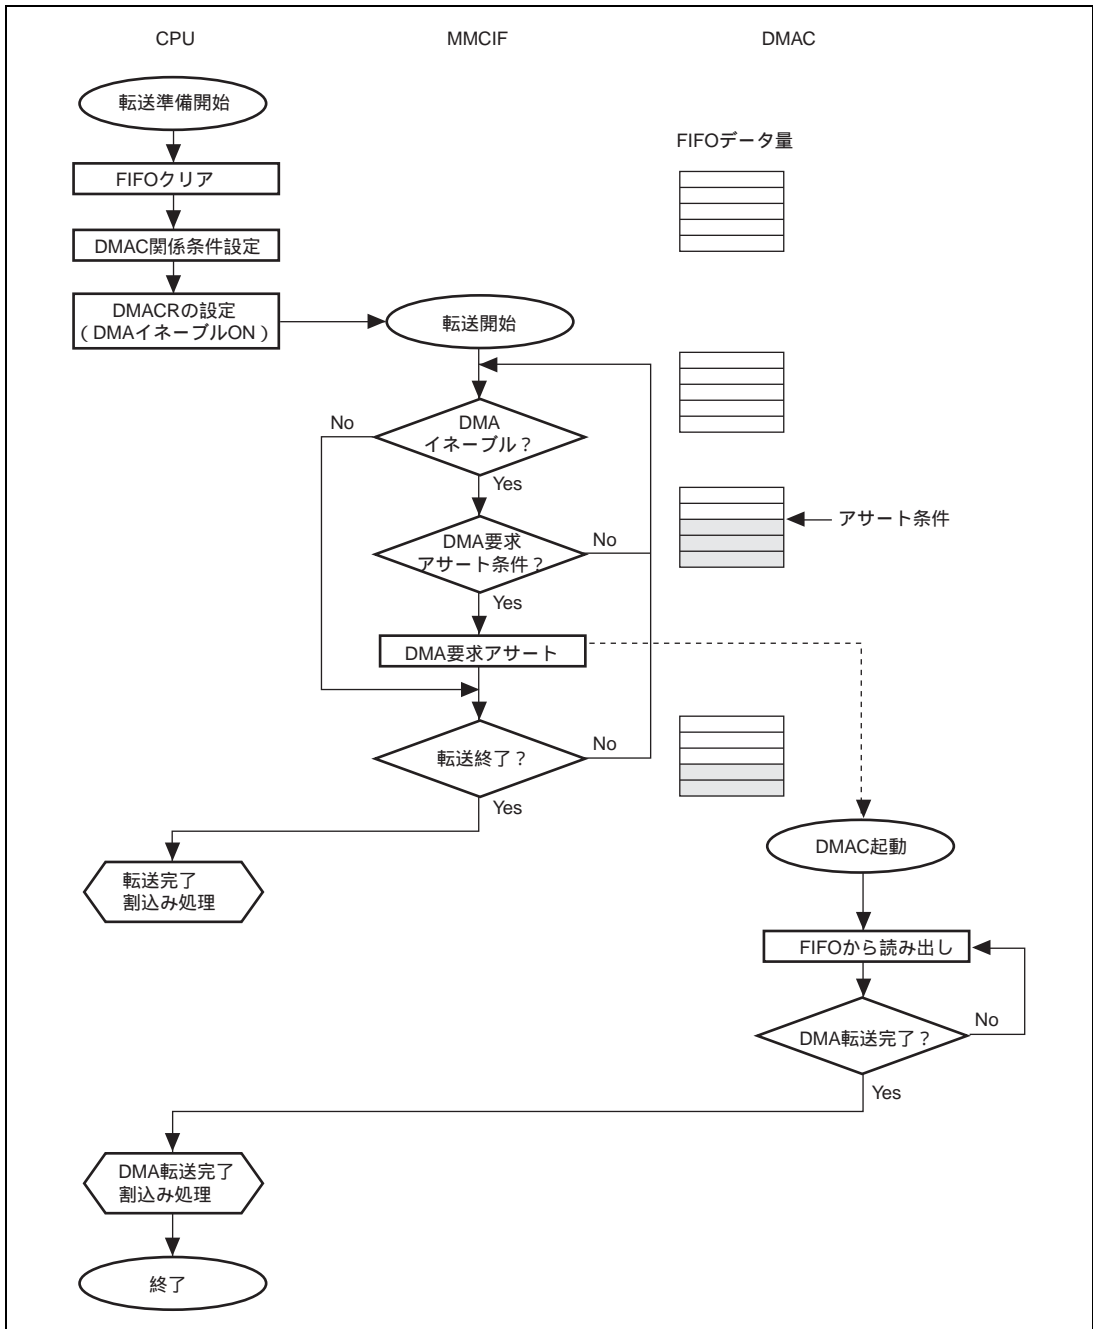 CPU
MMCIF
DMAC
転送準備開始
FIFOデータ量
FIFOクリア
DMAC関係条件設定
DMACRの設定
（DMAイネーブルON）
転送開始
No
DMA
イネーブル？
Yes
アサート条件
DMA要求
アサート条件？
No
Yes
DMA要求アサート
転送終了？
No
Yes
DMAC起動
転送完了
割込み処理
FIFOから読み出し
No
DMA転送完了？
Yes
DMA転送完了
割込み処理
終了